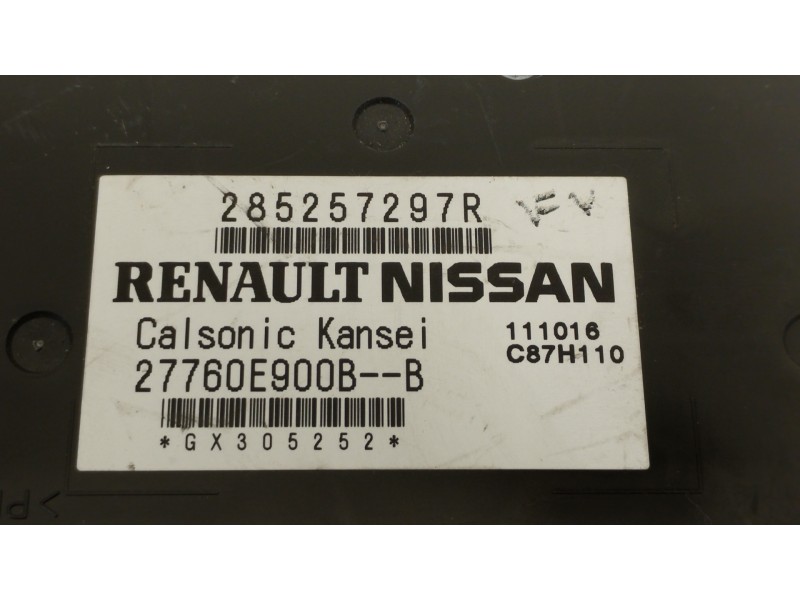 285257297R
RENAULT NISSAN
Calsonic Kansei
111016
27760E900B--B
C87H110
*GX305252*
>P